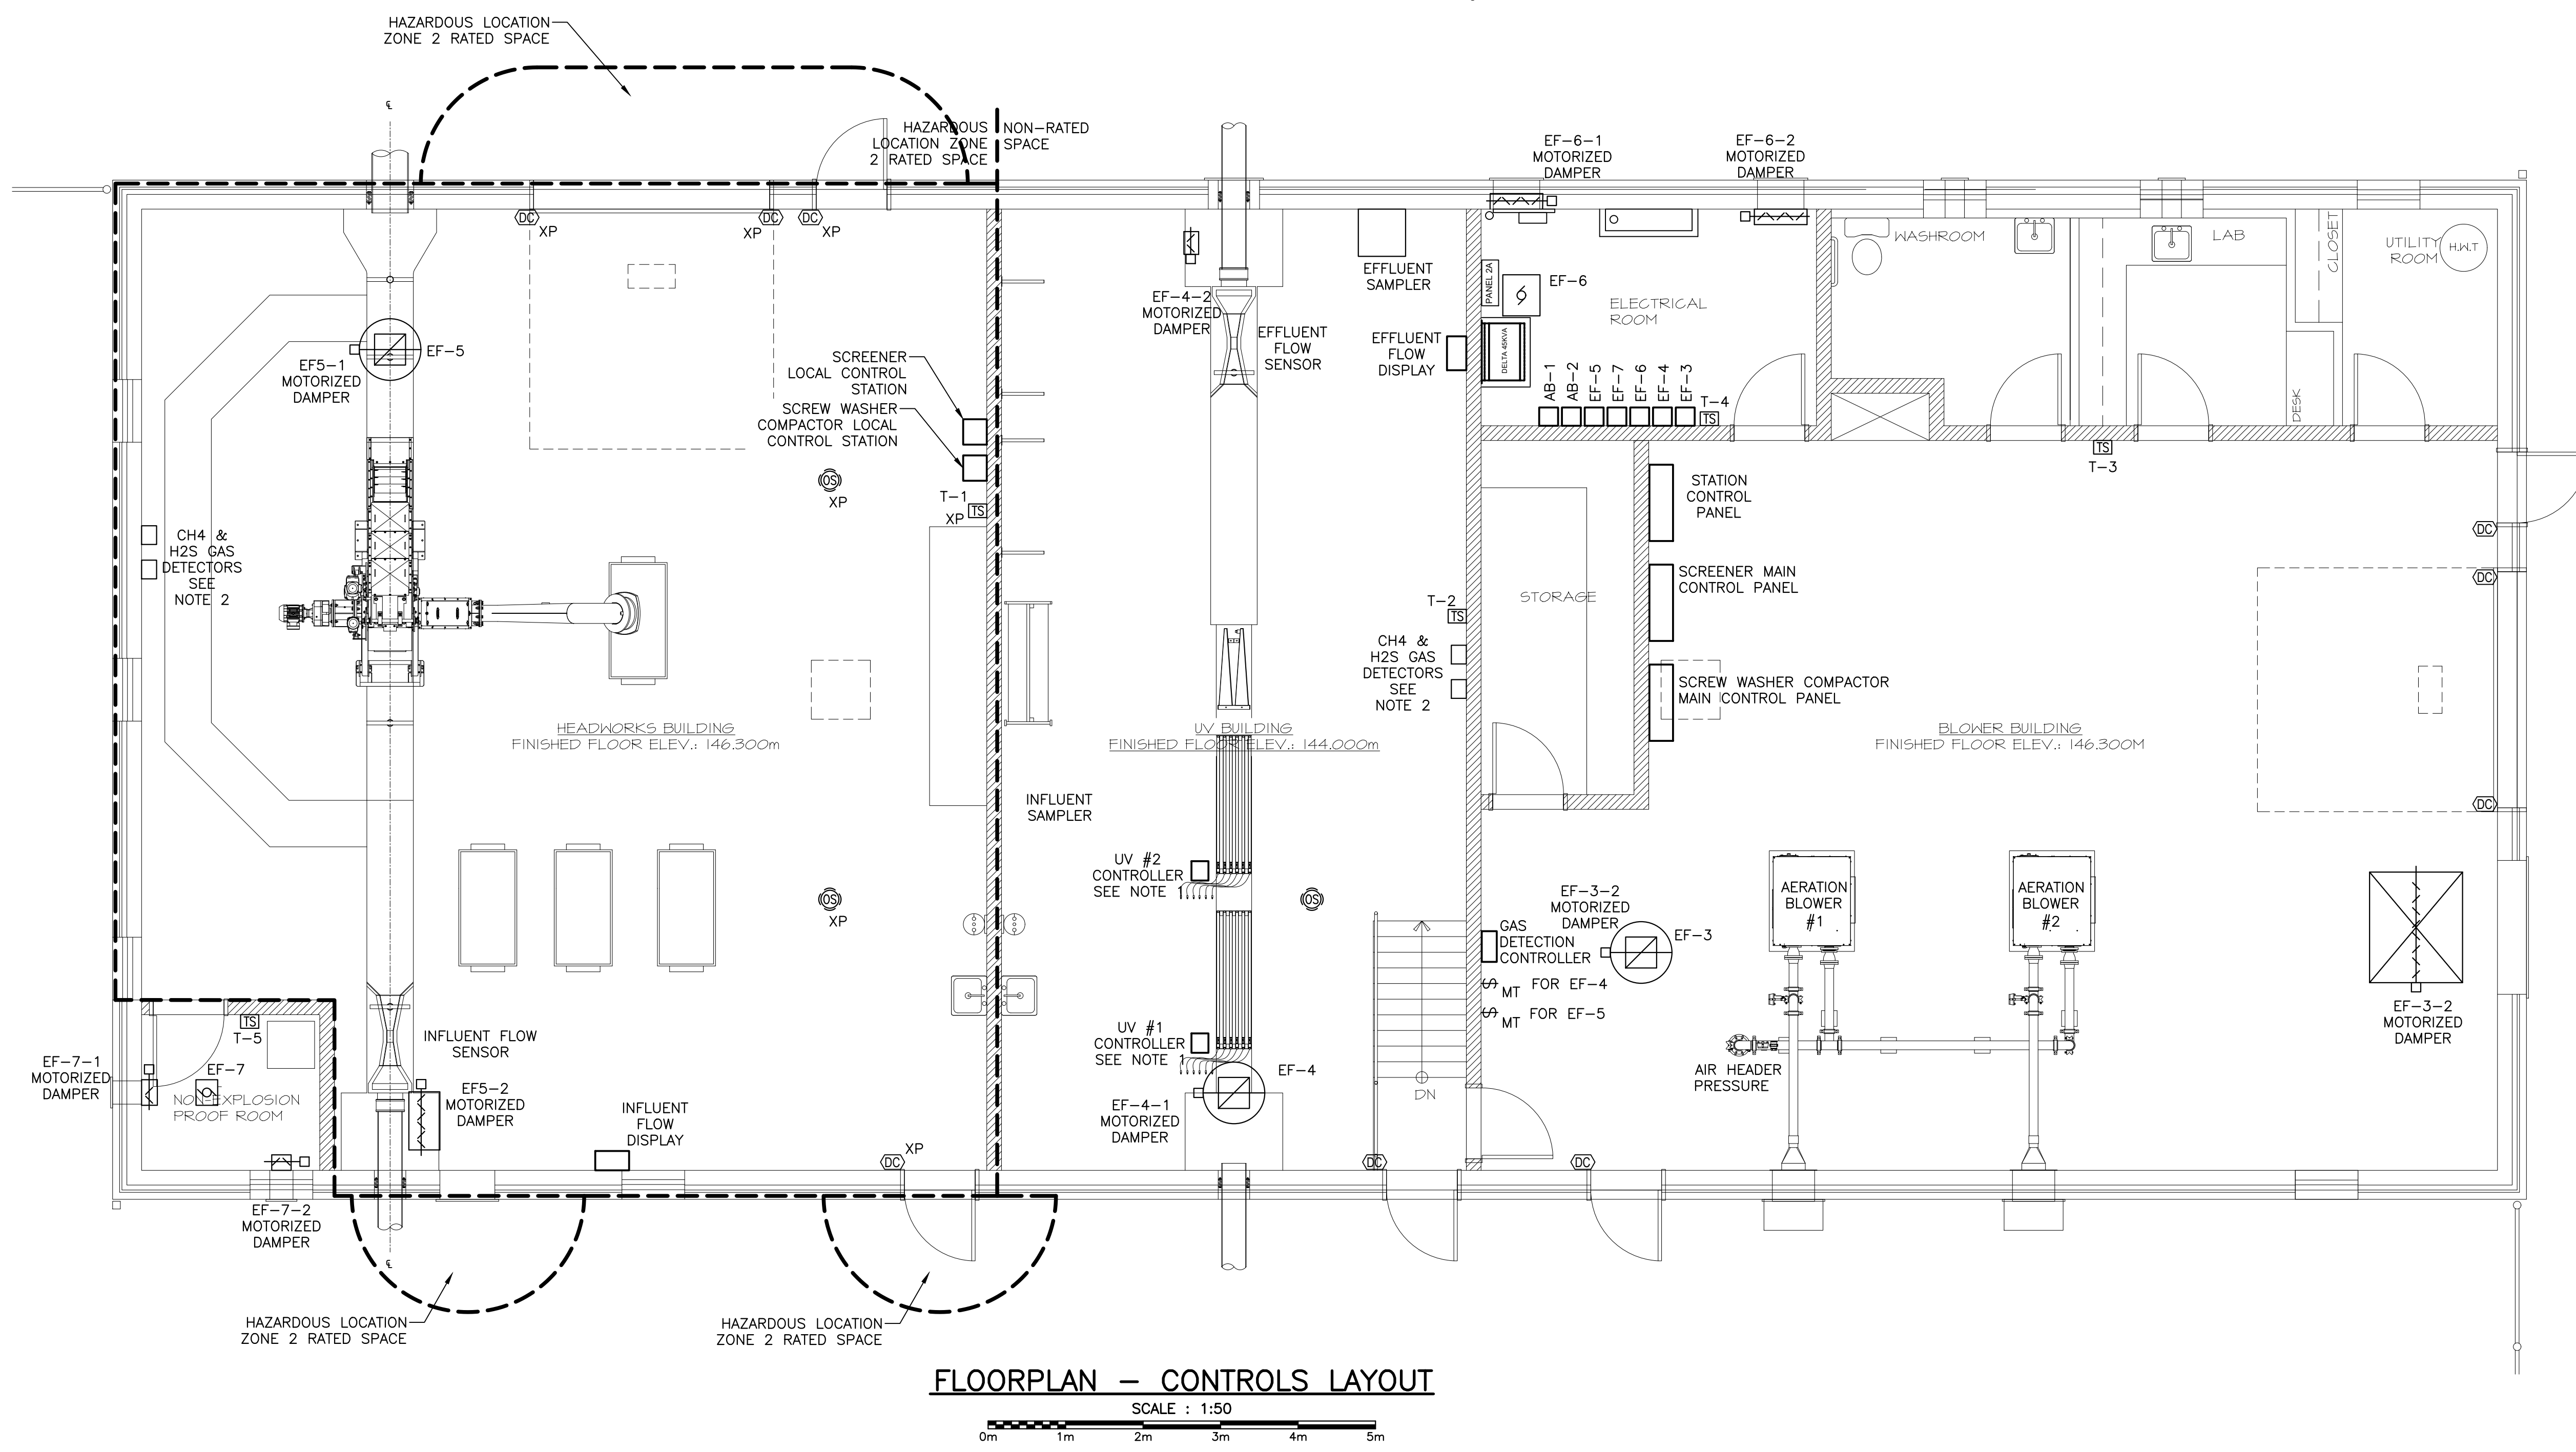 HAZARDOUS LOCATION
ZONE 2 RATED SPACE
℄
HAZARDOUS
LOCATION ZONE
2 RATED SPACE
NON-RATED
SPACE
EF-6-1
MOTORIZED
DAMPER
EF-6-2
MOTORIZED
DAMPER
DC
XP
DC
XP
DC
XP
EF5-1
MOTORIZED
DAMPER
EF-5
SCREENER
LOCAL CONTROL
STATION
SCREW WASHER
COMPACTOR LOCAL
CONTROL STATION
OS
XP
T-1
XP
TS
CH4 &
H2S GAS
DETECTORS
SEE
NOTE 2
HEADWORKS BUILDING
FINISHED FLOOR ELEV.: 146.300m
OS
XP
TS
T-5
INFLUENT FLOW
SENSOR
EF-7-1
MOTORIZED
DAMPER
EF-7
NON-EXPLOSION
PROOF ROOM
EF5-2
MOTORIZED
DAMPER
INFLUENT
FLOW
DISPLAY
DC
XP
EF-7-2
MOTORIZED
DAMPER
℄
HAZARDOUS LOCATION
ZONE 2 RATED SPACE
HAZARDOUS LOCATION
ZONE 2 RATED SPACE
EF-4-2
MOTORIZED
DAMPER
EFFLUENT
FLOW
SENSOR
EFFLUENT
SAMPLER
EFFLUENT
FLOW
DISPLAY
T-2
TS
CH4 &
H2S GAS
DETECTORS
SEE
NOTE 2
UV BUILDING
FINISHED FLOOR ELEV.: 144.000m
INFLUENT
SAMPLER
UV #2
CONTROLLER
SEE NOTE 1
OS
UV #1
CONTROLLER
SEE NOTE 1
EF-4
EF-4-1
MOTORIZED
DAMPER
DN
DC
PANEL 2A
EF-6
DELTA 45KVA
ELECTRICAL
ROOM
AB-1
AB-2
EF-5
EF-7
EF-6
EF-4
EF-3
T-4
TS
WASHROOM
LAB
CLOSET
UTILITY
ROOM
H.W.T
DESK
TS
T-3
STATION
CONTROL
PANEL
SCREENER MAIN
CONTROL PANEL
STORAGE
SCREW WASHER COMPACTOR
MAIN CONTROL PANEL
BLOWER BUILDING
FINISHED FLOOR ELEV.: 146.300M
DC
DC
DC
EF-3-2
MOTORIZED
DAMPER
EF-3
GAS
DETECTION
CONTROLLER
MT FOR EF-4
MT FOR EF-5
AERATION
BLOWER
#1
AERATION
BLOWER
#2
AIR HEADER
PRESSURE
EF-3-2
MOTORIZED
DAMPER
DC
FLOORPLAN - CONTROLS LAYOUT
SCALE : 1:50
0m 1m 2m 3m 4m 5m